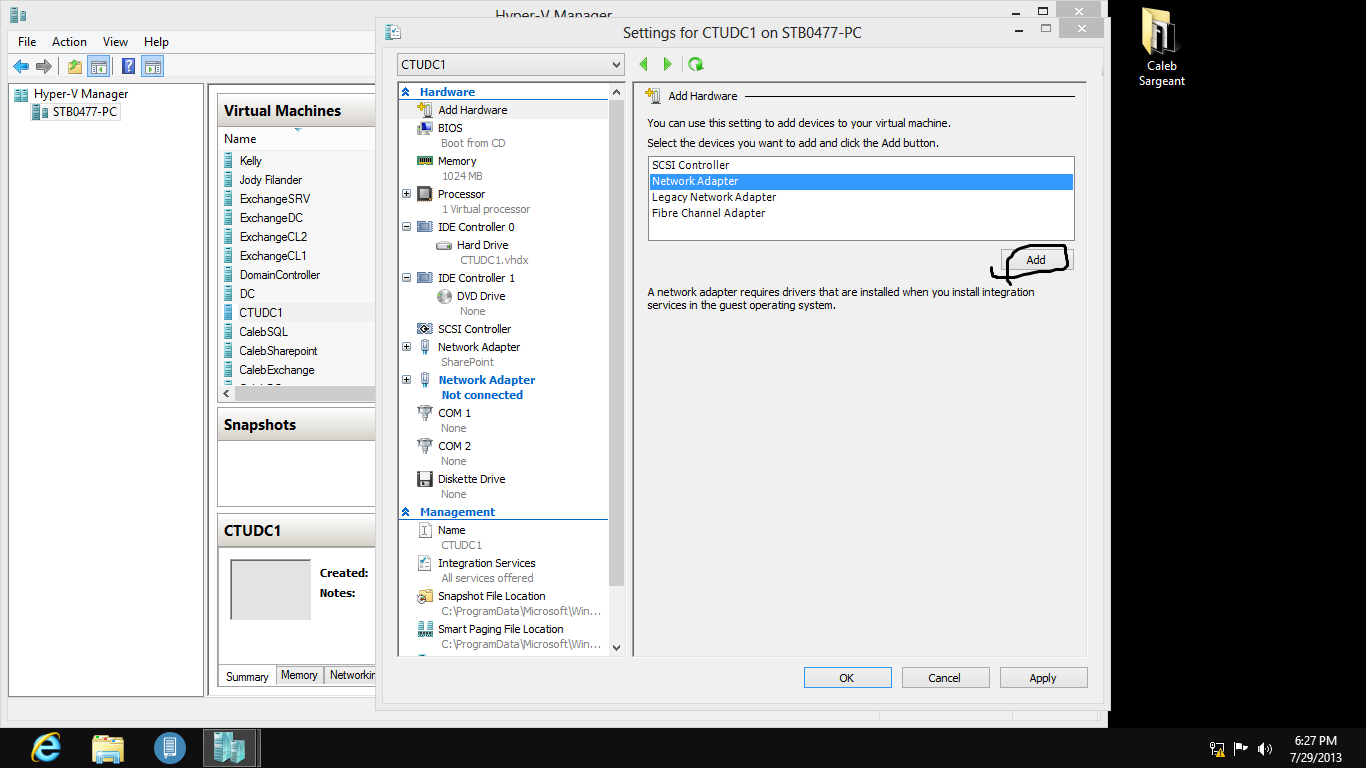 Hyper-V Manager
File Action View Help
Hyper-V Manager
STB0477-PC
Virtual Machines
Name
Kelly
Jody Filander
ExchangeSRV
ExchangeDC
ExchangeCL2
ExchangeCL1
DomainController
DC
CTUDC1
CalebSQL
CalebSharepoint
CalebExchange
Snapshots
CTUDC1
Created:
Notes:
Summary Memory Networkin
Settings for CTUDC1 on STB0477-PC
CTUDC1
Hardware
Add Hardware
BIOS
Boot from CD
Memory
1024 MB
Processor
1 Virtual processor
IDE Controller 0
Hard Drive
CTUDC1.vhdx
IDE Controller 1
DVD Drive
None
SCSI Controller
Network Adapter
SharePoint
Network Adapter
Not connected
COM 1
None
COM 2
None
Diskette Drive
None
Management
Name
CTUDC1
Integration Services
All services offered
Snapshot File Location
C:\ProgramData\Microsoft\Win...
Smart Paging File Location
C:\ProgramData\Microsoft\Win...
Add Hardware
You can use this setting to add devices to your virtual machine.
Select the devices you want to add and click the Add button.
SCSI Controller
Network Adapter
Legacy Network Adapter
Fibre Channel Adapter
Add
A network adapter requires drivers that are installed when you install integration
services in the guest operating system.
OK Cancel Apply
Caleb
Sargeant
6:27 PM
7/29/2013